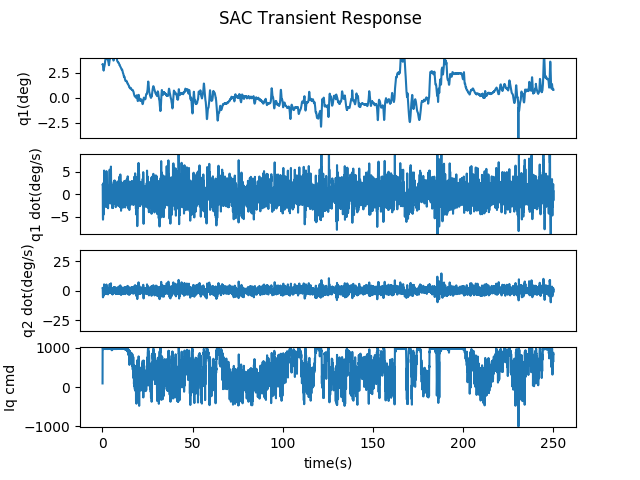 SAC Transient Response
q1(deg)
2.5
0.0
−2.5
q1 dot(deg/s)
5
0
−5
q2 dot(deg/s)
25
0
−25
Iq cmd
1000
0
−1000
0 50 100 150 200 250
time(s)